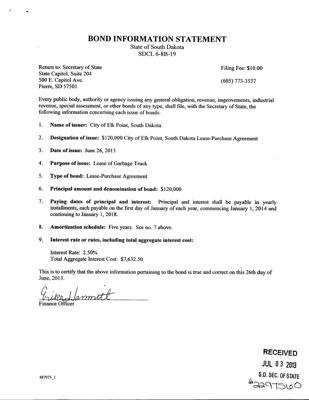 BOND INFORMATION STATEMENT
State of South Dakota
SDCL 6-8B-19
Return to: Secretary of State
State Capitol, Suite 204
500 E. Capitol Ave.
Pierre, SD 57501
Filing Fee: $10.00
(605) 773-3537
Every public body, authority or agency issuing any general obligation, revenue, improvements, industrial
revenue, special assessment, or other bonds of any type, shall file, with the Secretary of State, the
following information concerning each issue of bonds:
1. Name of issuer: City of Elk Point, South Dakota
2. Designation of issue: $120,000 City of Elk Point, South Dakota Lease-Purchase Agreement
3. Date of issue: June 26, 2013
4. Purpose of issue: Lease of Garbage Truck
5. Type of bond: Lease-Purchase Agreement
6. Principal amount and denomination of bond: $120,000
7. Paying dates of principal and interest: Principal and interest shall be payable in yearly
installments, each payable on the first day of January of each year, commencing January 1, 2014 and
continuing to January 1, 2018.
8. Amortization schedule: Five years. See no. 7 above.
9. Interest rate or rates, including total aggregate interest cost:
Interest Rate: 2.50%
Total Aggregate Interest Cost: $7,632.50
This is to certify that the above information pertaining to the bond is true and correct on this 26th day of
June, 2013.
Erika Hammitt
Finance Officer
RECEIVED
JUL 03 2013
S.D. SEC. OF STATE
#2297560
487975_1